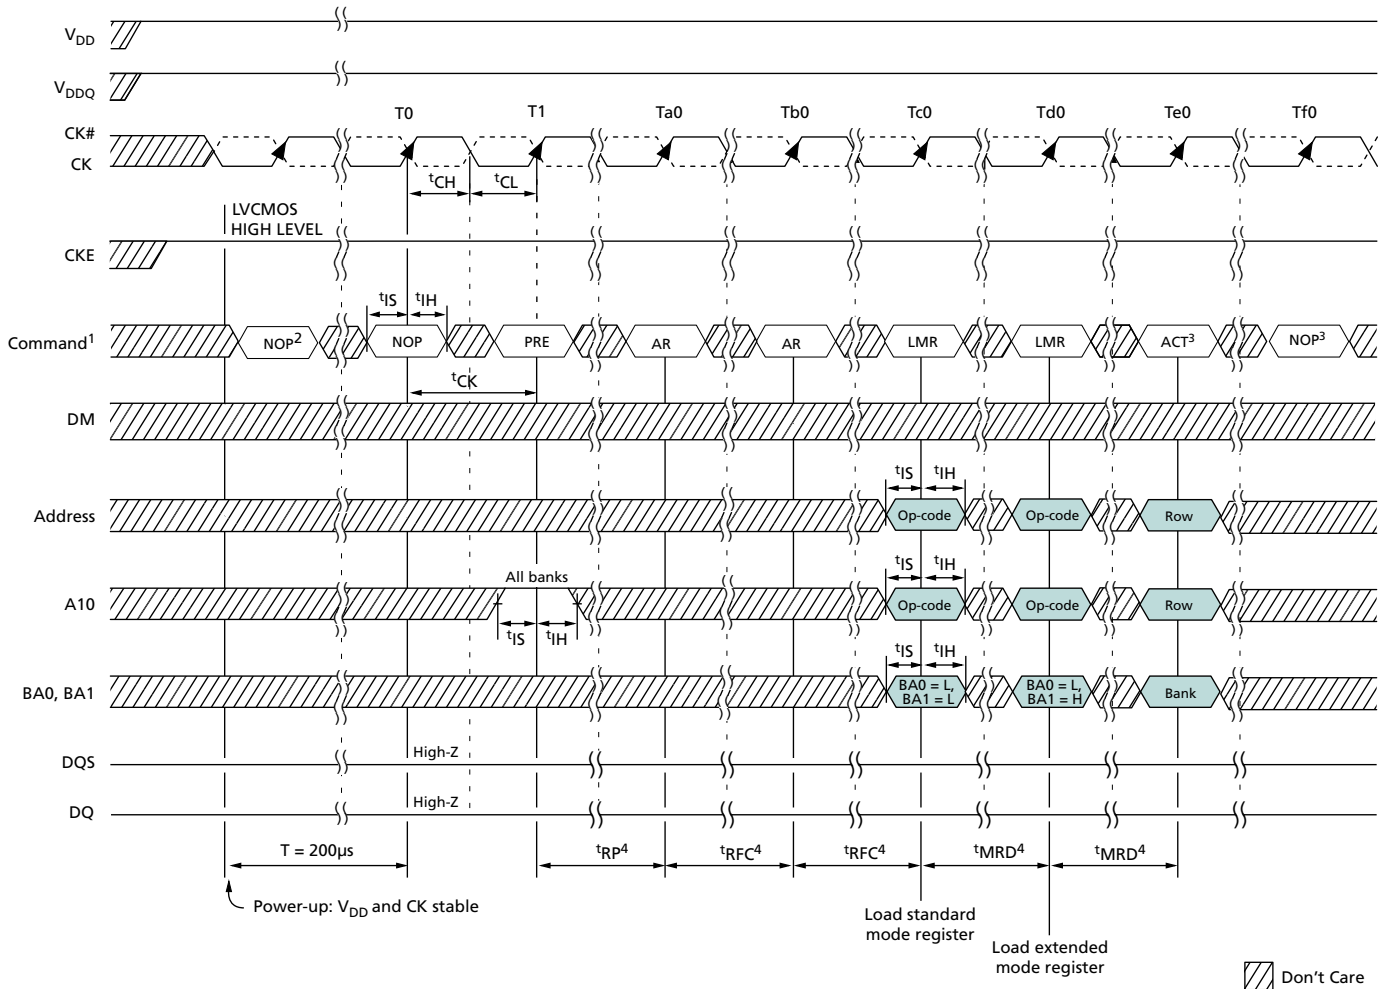 VDD
VDDQ
T0 T1 Ta0 Tb0 Tc0 Td0 Te0 Tf0
CK#
CK
tCH tCL
LVCMOS
HIGH LEVEL
CKE
tIS tIH
Command1 NOP2 NOP PRE AR AR LMR LMR ACT3 NOP3
tCK
DM
tIS tIH
Address Op-code Op-code Row
All banks tIS tIH
A10 Op-code Op-code Row
tIS tIH
tIS tIH
BA0, BA1 BA0 = L, BA1 = L BA0 = L, BA1 = H Bank
High-Z
DQS
High-Z
DQ
T = 200µs tRP4 tRFC4 tRFC4 tMRD4 tMRD4
Power-up: VDD and CK stable
Load standard
mode register
Load extended
mode register
Don't Care